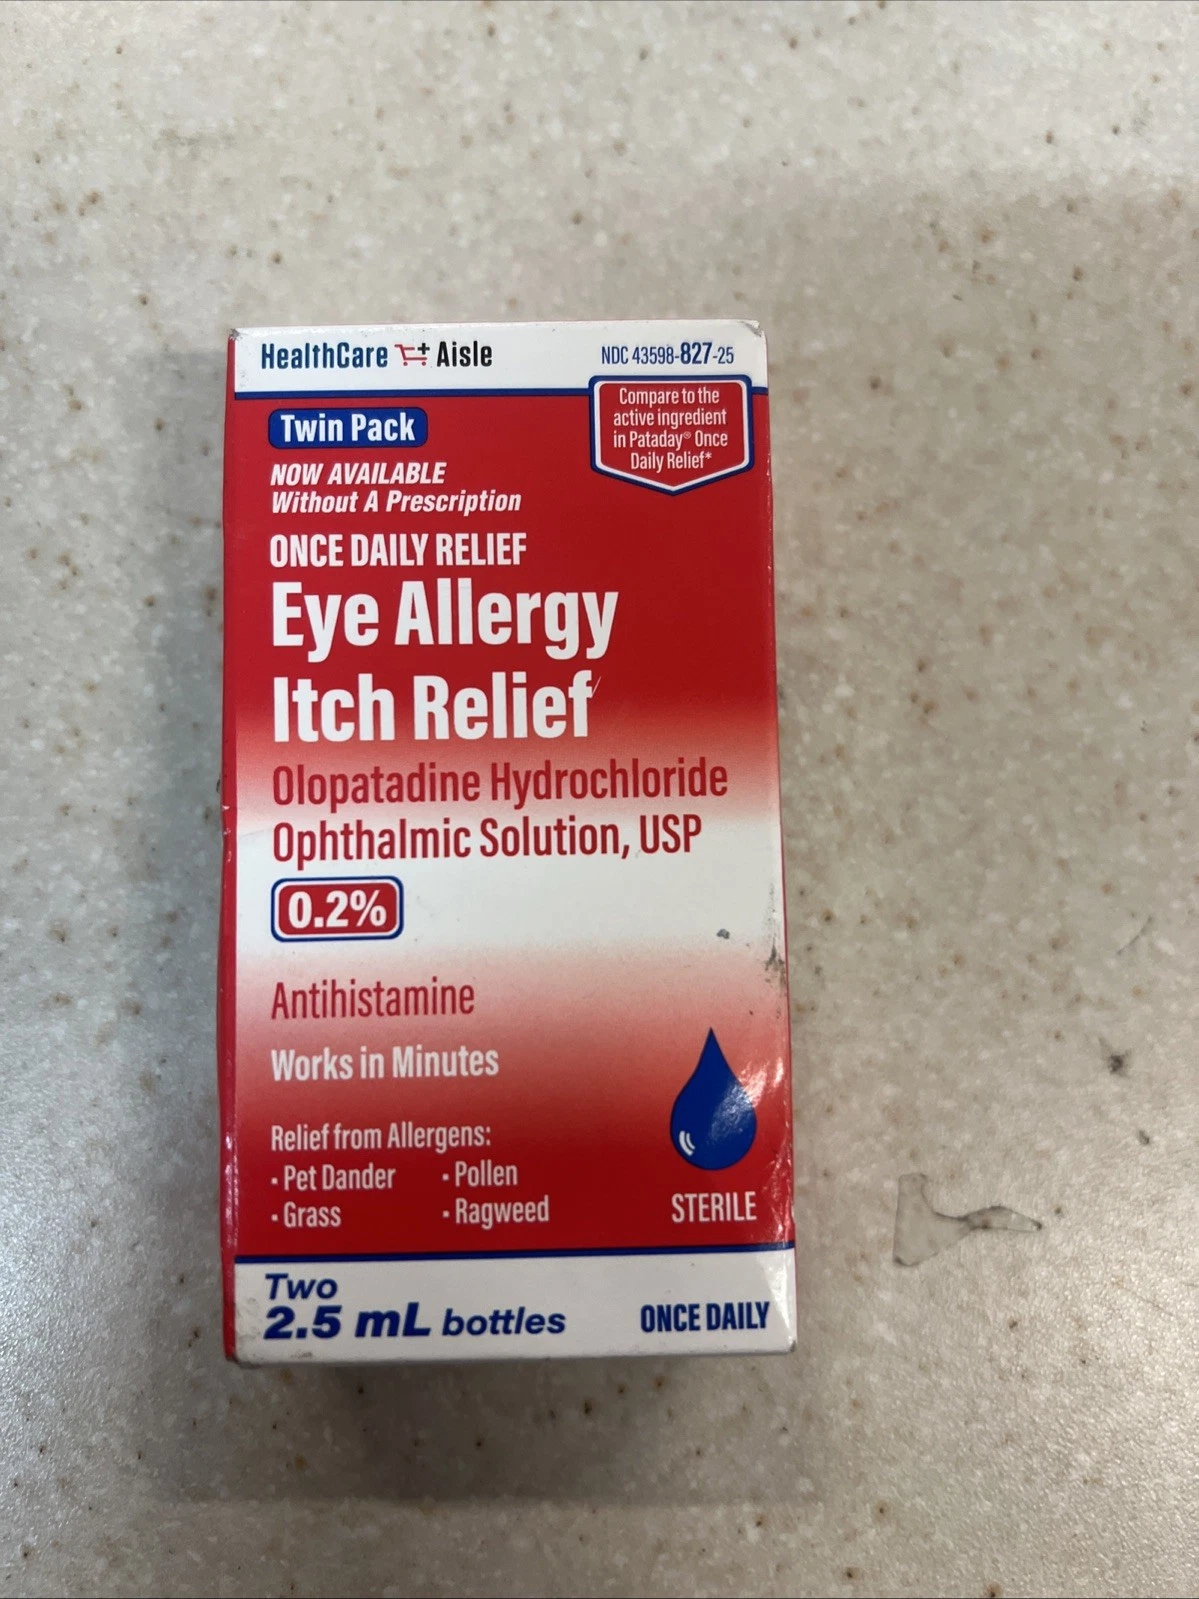 HealthCare Aisle
NDC 43598-827-25
Compare to the
active ingredient
in Pataday® Once
Daily Relief*
Twin Pack
NOW AVAILABLE
Without A Prescription
ONCE DAILY RELIEF
Eye Allergy
Itch Relief
Olopatadine Hydrochloride
Ophthalmic Solution, USP
0.2%
Antihistamine
Works in Minutes
Relief from Allergens:
· Pet Dander · Pollen
· Grass · Ragweed
STERILE
Two
2.5 mL bottles
ONCE DAILY